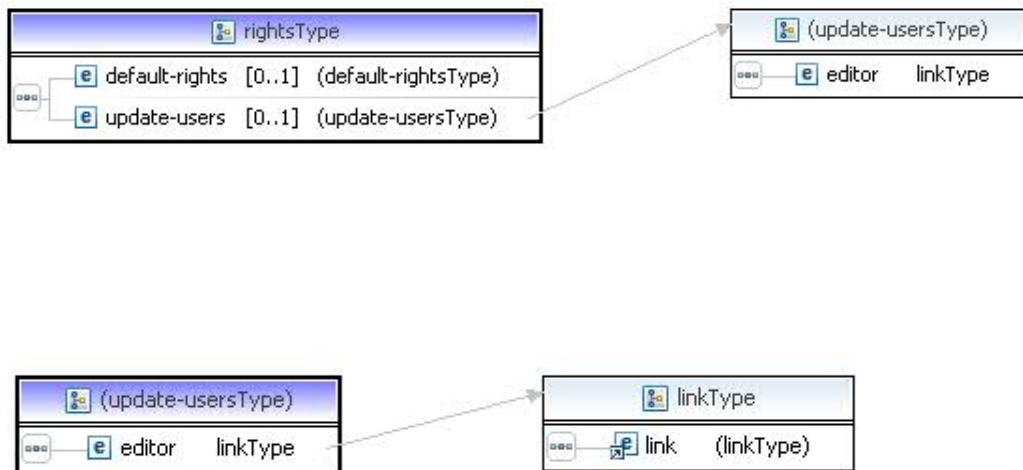 rightsType
(update-usersType)
default-rights [0..1] (default-rightsType)
editor linkType
update-users [0..1] (update-usersType)
(update-usersType)
linkType
editor linkType
link (linkType)